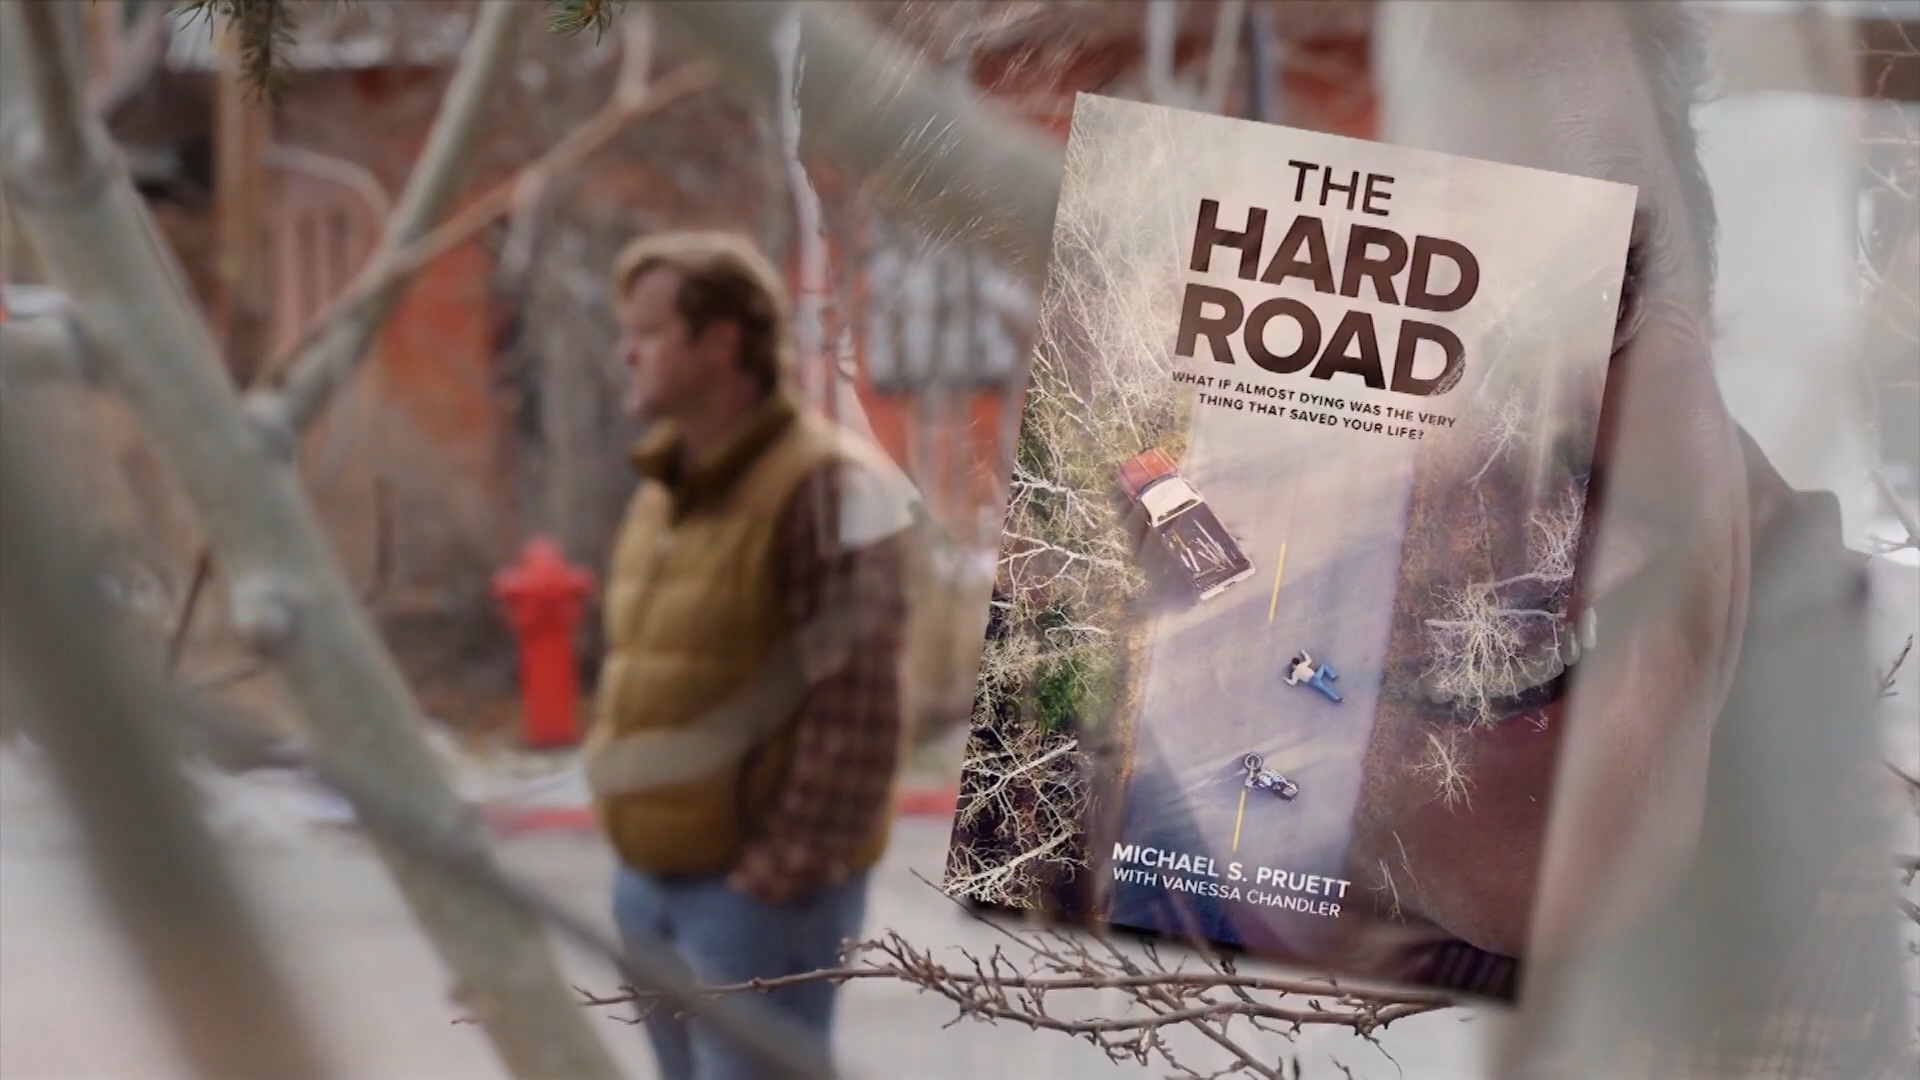 THE
HARD
ROAD
WHAT IF ALMOST DYING WAS THE VERY
THING THAT SAVED YOUR LIFE?
MICHAEL S. PRUETT
WITH VANESSA CHANDLER